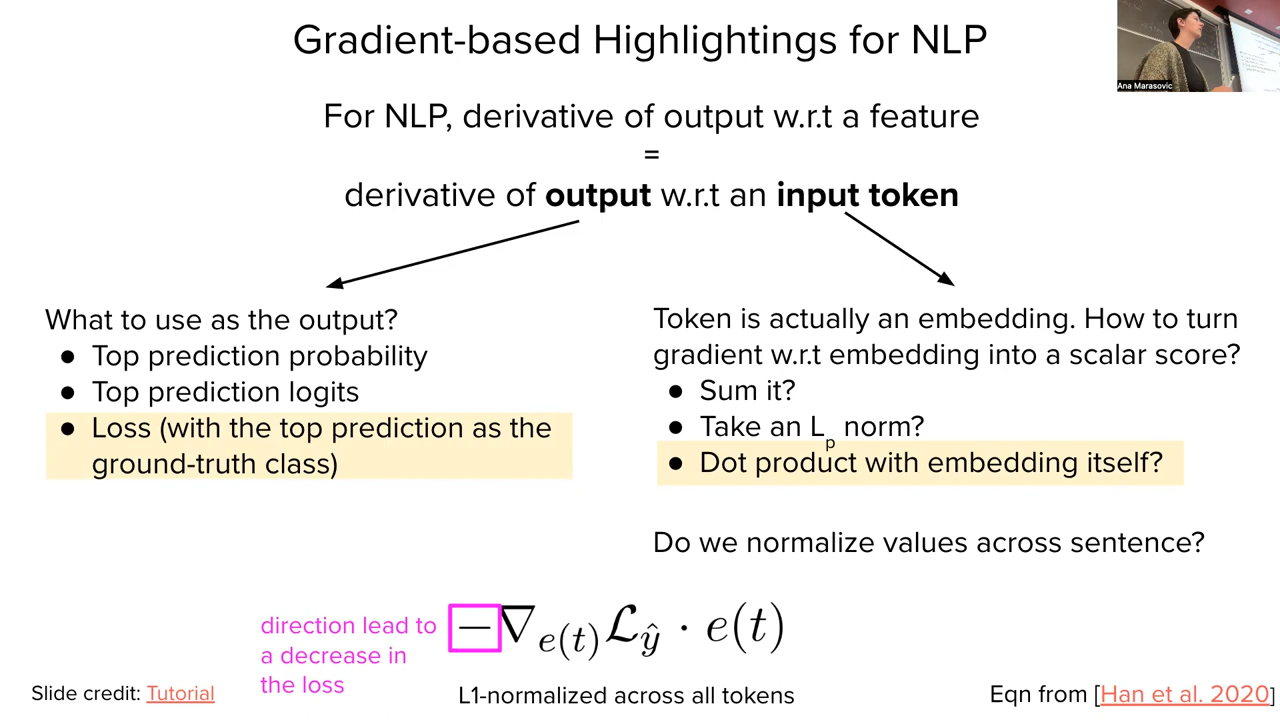 Gradient-based Highlightings for NLP
Ana Marasovic
For NLP, derivative of output w.r.t a feature
=
derivative of output w.r.t an input token
What to use as the output?
● Top prediction probability
● Top prediction logits
● Loss (with the top prediction as the
ground-truth class)
Token is actually an embedding. How to turn
gradient w.r.t embedding into a scalar score?
● Sum it?
● Take an Lₚ norm?
● Dot product with embedding itself?
Do we normalize values across sentence?
direction lead to
a decrease in
the loss
−∇_{e(t)} ℒ_{ŷ} · e(t)
L1-normalized across all tokens
Slide credit: Tutorial
Eqn from [Han et al. 2020]